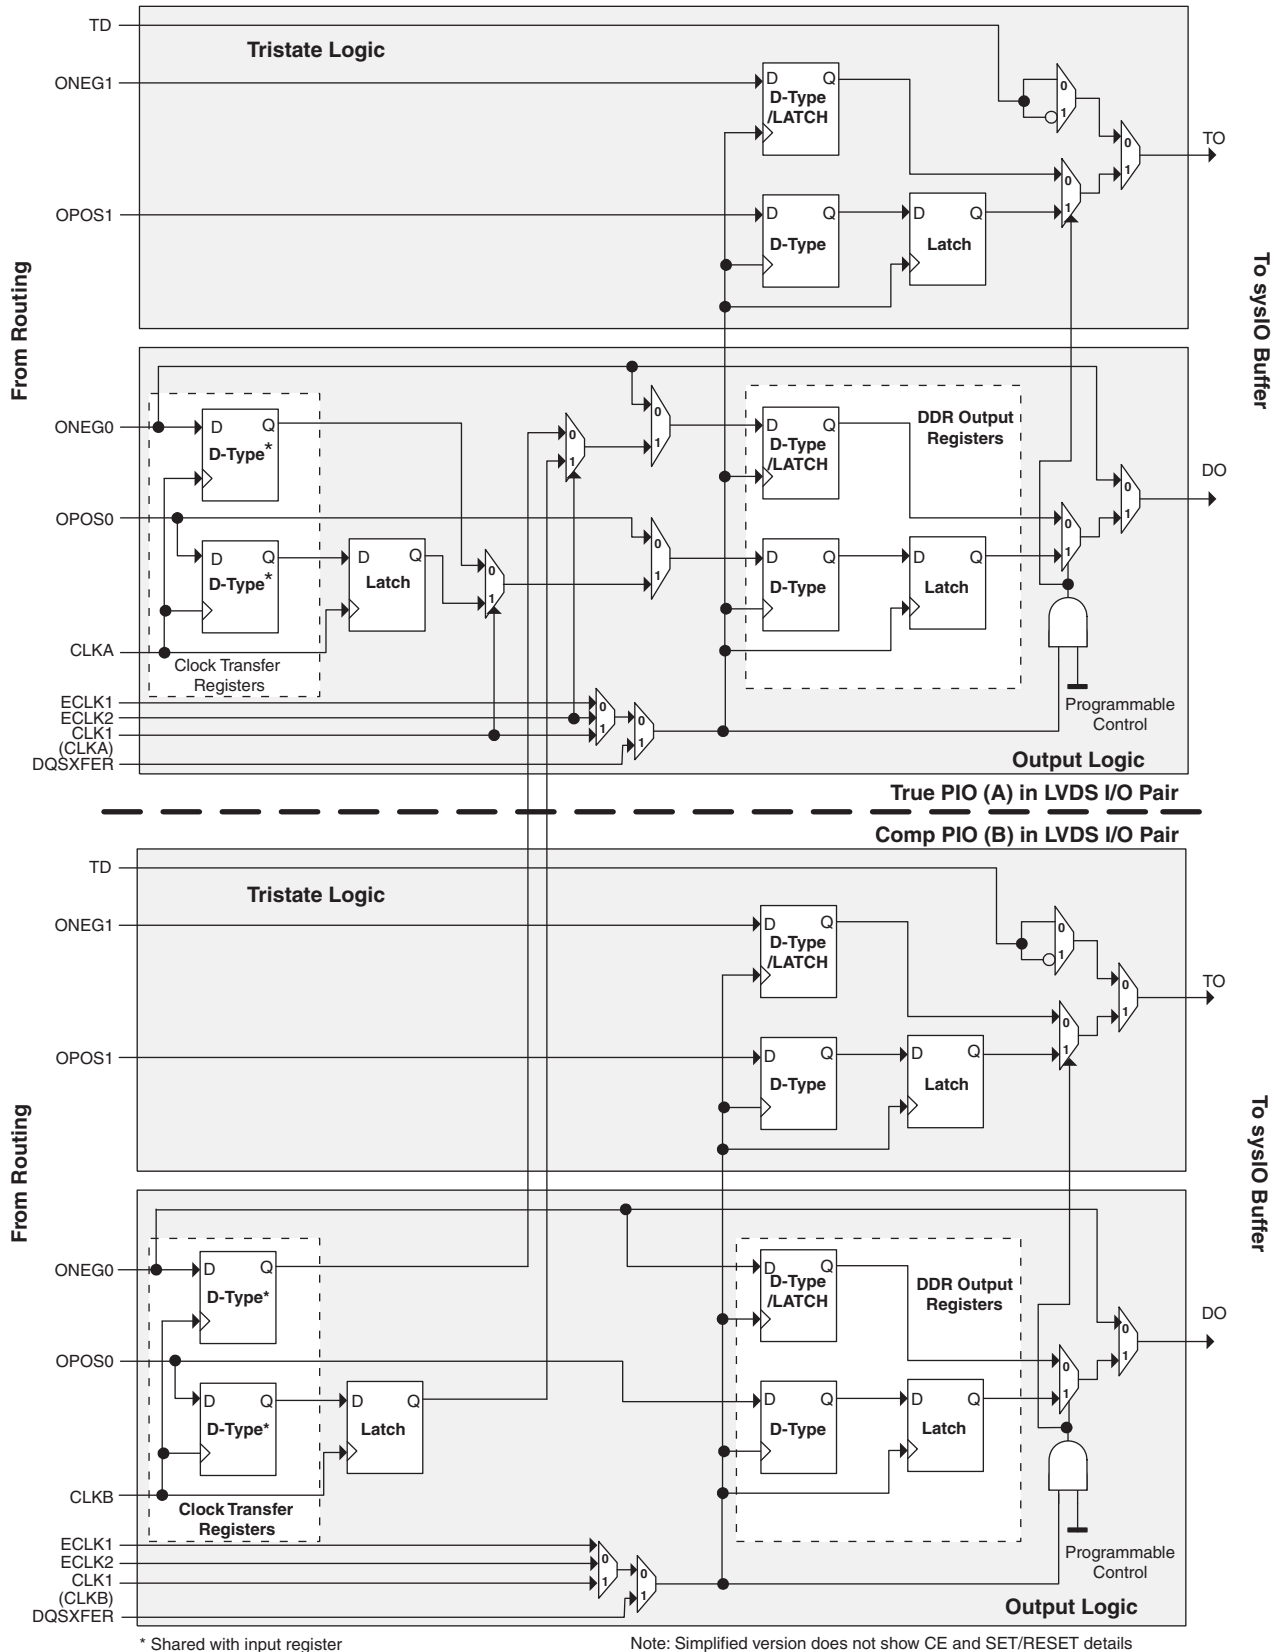 TD
Tristate Logic
ONEG1
D Q
D-Type
/LATCH
0
1
0
1
TO
0
1
OPOS1
D Q
D-Type
D Q
Latch
From Routing
To sysIO Buffer
ONEG0
D Q
D-Type*
0
1
0
1
D Q
D-Type
/LATCH
DDR Output
Registers
DO
0
1
OPOS0
D Q
D-Type*
D Q
Latch
0
1
0
1
D Q
D-Type
D Q
Latch
0
1
CLKA
Clock Transfer
Registers
ECLK1
ECLK2
CLK1
(CLKA)
DQSXFER
0
1
0
1
Programmable
Control
Output Logic
True PIO (A) in LVDS I/O Pair
Comp PIO (B) in LVDS I/O Pair
TD
Tristate Logic
ONEG1
D Q
D-Type
/LATCH
0
1
0
1
TO
0
1
OPOS1
D Q
D-Type
D Q
Latch
From Routing
To sysIO Buffer
ONEG0
D Q
D-Type*
D Q
D-Type
/LATCH
DDR Output
Registers
DO
0
1
OPOS0
D Q
D-Type*
D Q
Latch
D Q
D-Type
D Q
Latch
0
1
CLKB
Clock Transfer
Registers
ECLK1
ECLK2
CLK1
(CLKB)
DQSXFER
0
1
0
1
Programmable
Control
Output Logic
* Shared with input register
Note: Simplified version does not show CE and SET/RESET details